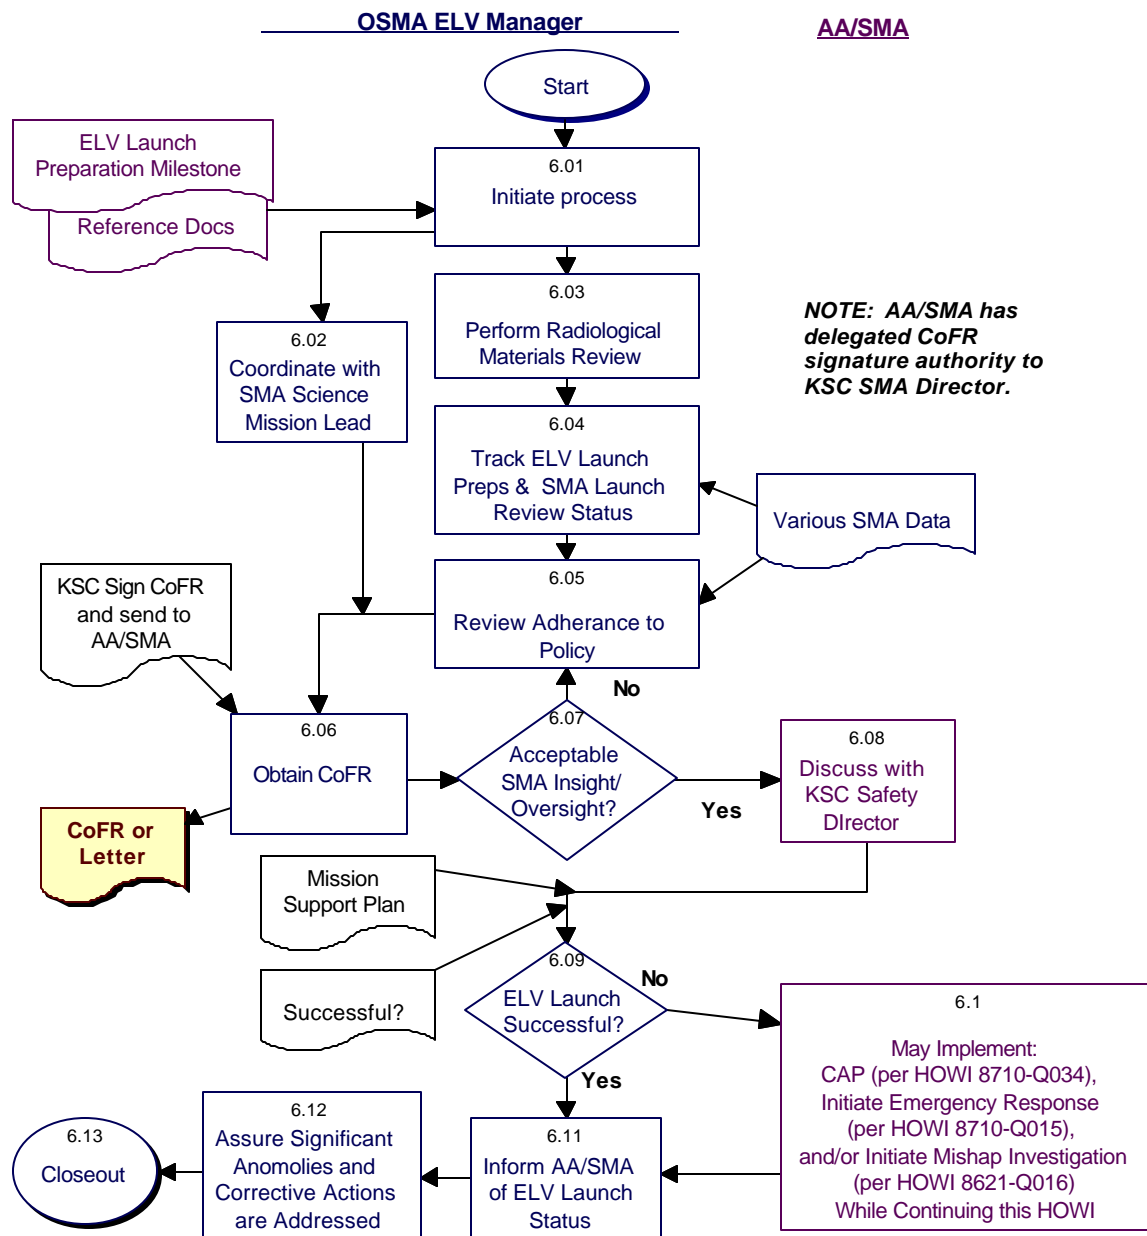 OSMA ELV Manager
AA/SMA
Start
ELV Launch
Preparation Milestone
Reference Docs
6.01
Initiate process
6.03
Perform Radiological
Materials Review
NOTE: AA/SMA has
delegated CoFR
signature authority to
KSC SMA Director.
6.02
Coordinate with
SMA Science
Mission Lead
6.04
Track ELV Launch
Preps & SMA Launch
Review Status
Various SMA Data
6.05
Review Adherance to
Policy
KSC Sign CoFR
and send to
AA/SMA
No
6.06
Obtain CoFR
6.07
Acceptable
SMA Insight/
Oversight?
Yes
6.08
Discuss with
KSC Safety
DIrector
CoFR or
Letter
Mission
Support Plan
Successful?
6.09
ELV Launch
Successful?
No
Yes
6.1
May Implement:
CAP (per HOWI 8710-Q034),
Initiate Emergency Response
(per HOWI 8710-Q015),
and/or Initiate Mishap Investigation
(per HOWI 8621-Q016)
While Continuing this HOWI
6.11
Inform AA/SMA
of ELV Launch
Status
6.12
Assure Significant
Anomolies and
Corrective Actions
are Addressed
6.13
Closeout